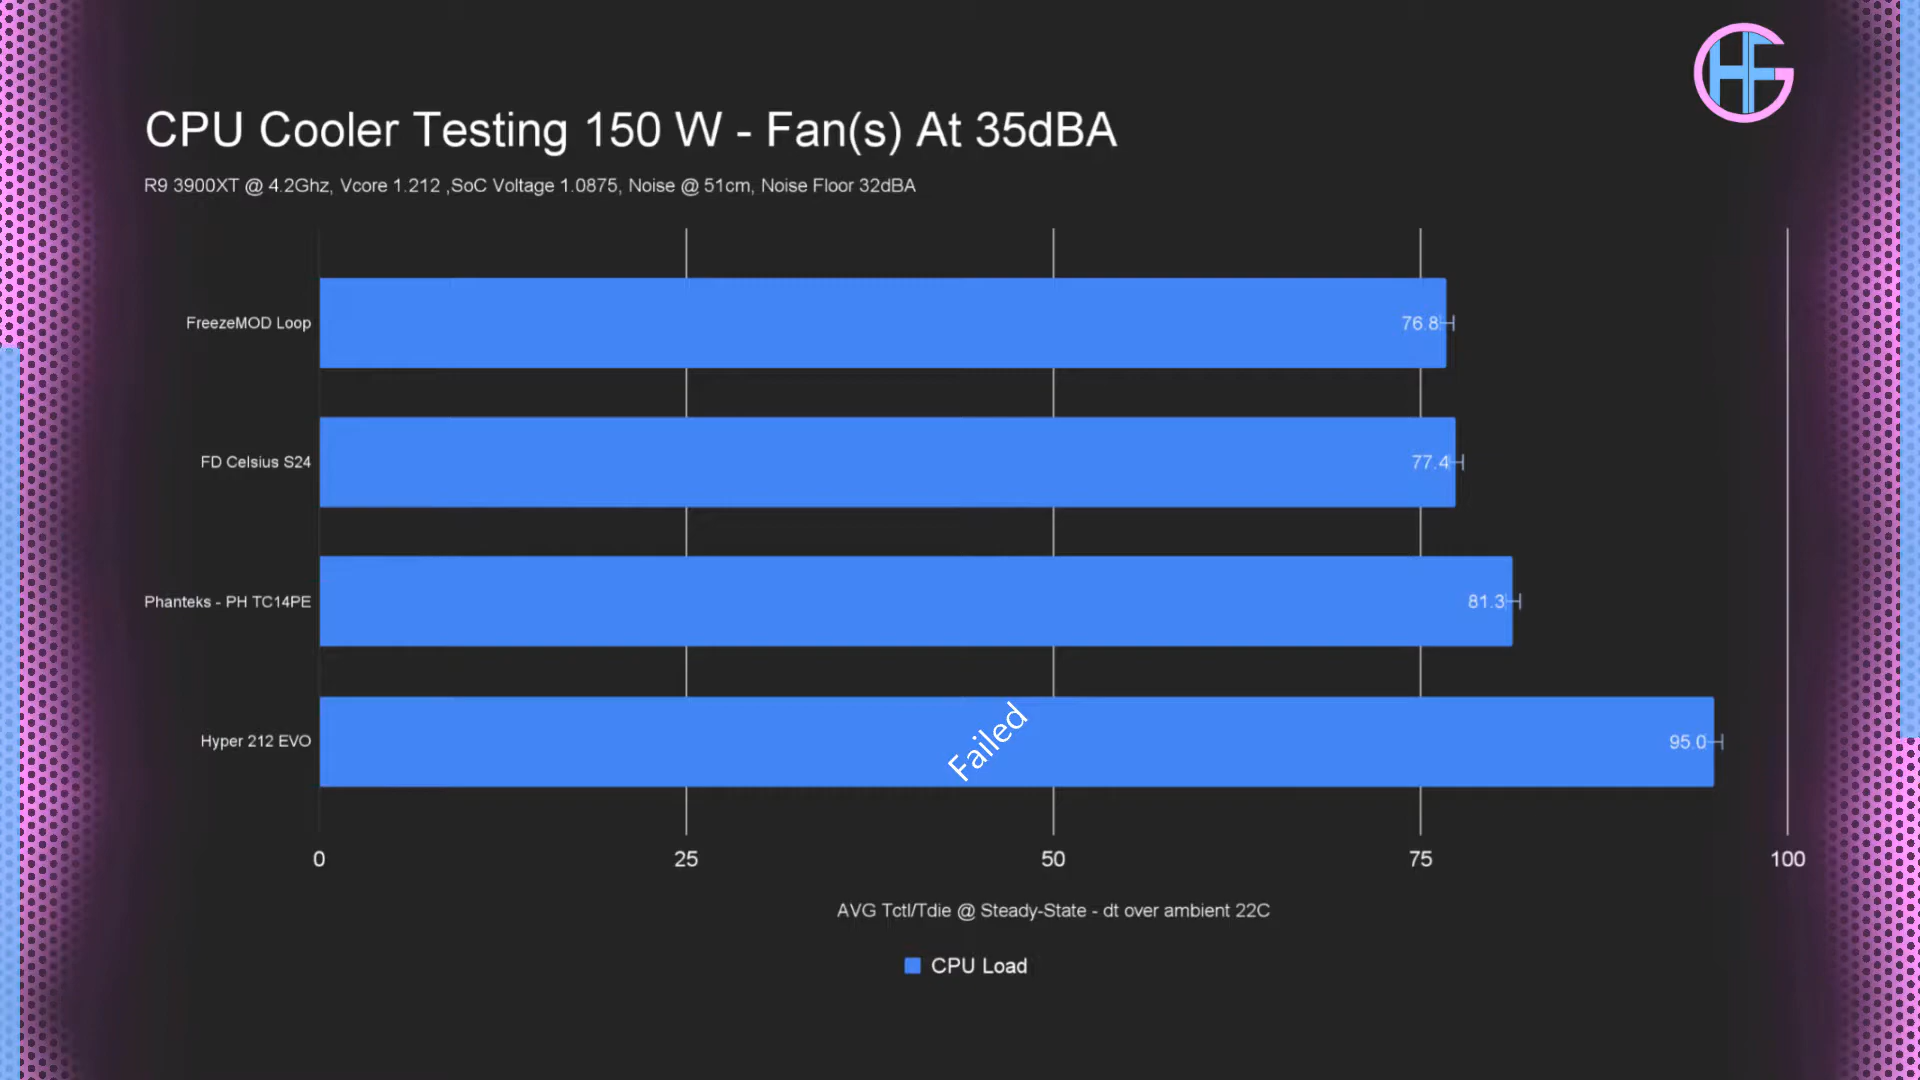 HFG
CPU Cooler Testing 150 W - Fan(s) At 35dBA
R9 3900XT @ 4.2Ghz, Vcore 1.212 ,SoC Voltage 1.0875, Noise @ 51cm, Noise Floor 32dBA
FreezeMOD Loop
76.8
FD Celsius S24
77.4
Phanteks - PH TC14PE
81.3
Hyper 212 EVO
Failed
95.0
0
25
50
75
100
AVG Tctl/Tdie @ Steady-State - dt over ambient 22C
CPU Load